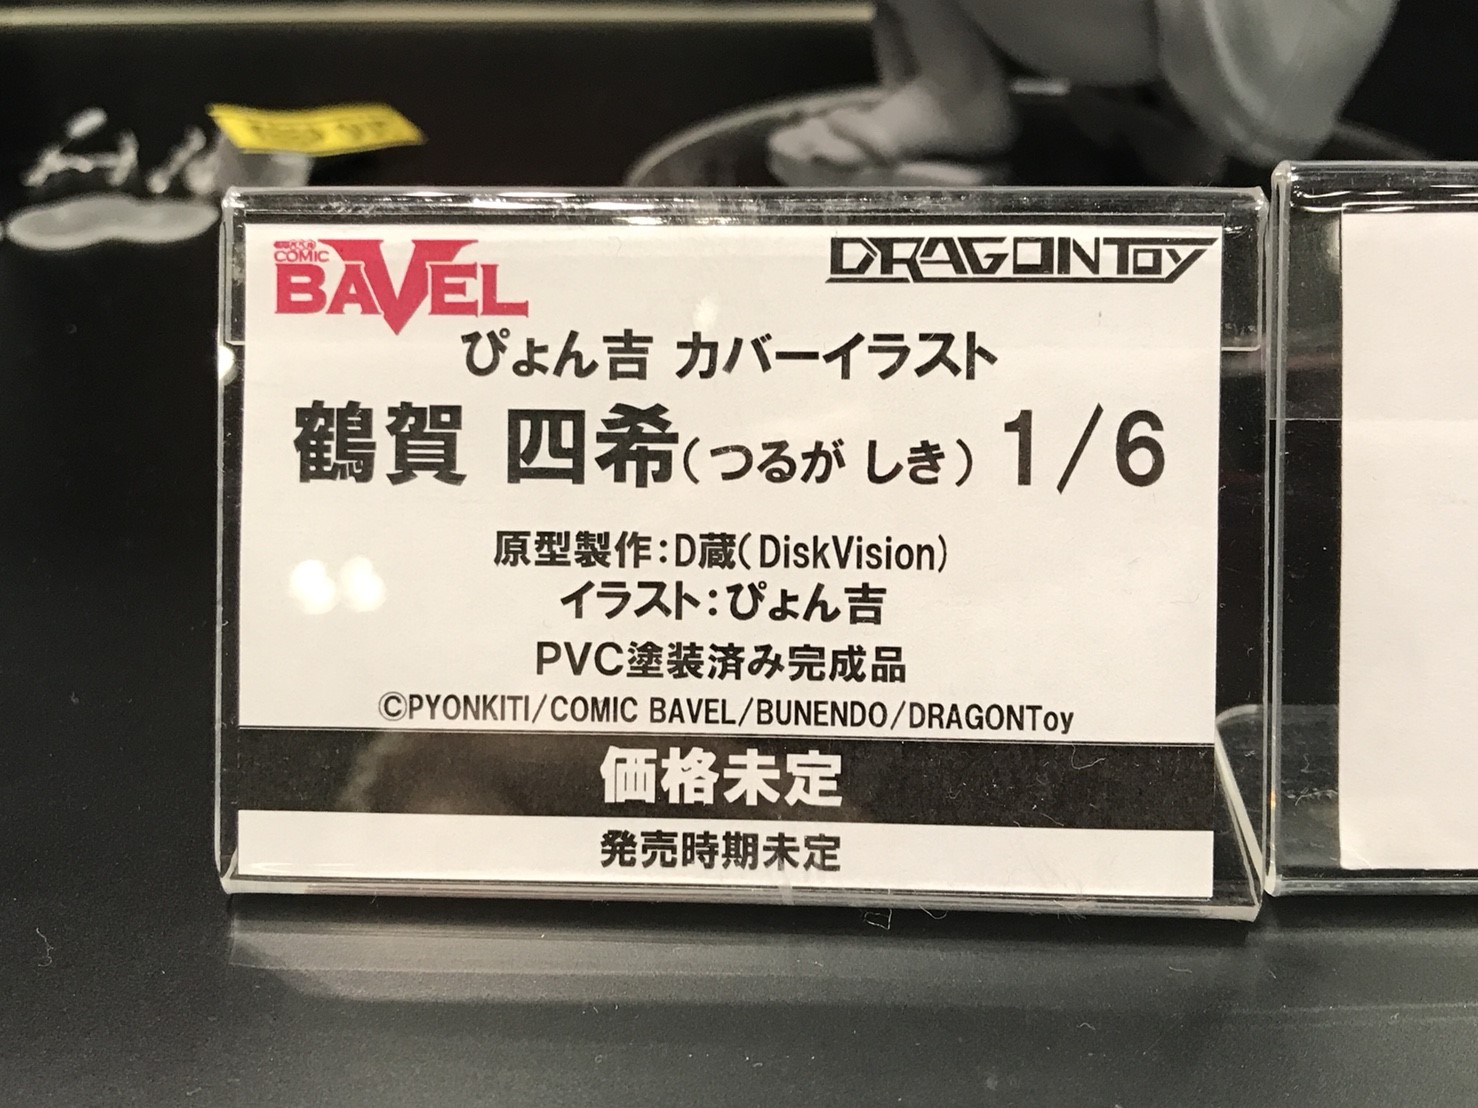 COMIC
BAVEL
DRAGONToy
ぴょん吉 カバーイラスト
鶴賀 四希(つるが しき) 1/6
原型製作:D蔵(DiskVision)
イラスト:ぴょん吉
PVC塗装済み完成品
©PYONKITI/COMIC BAVEL/BUNENDO/DRAGONToy
価格未定
発売時期未定